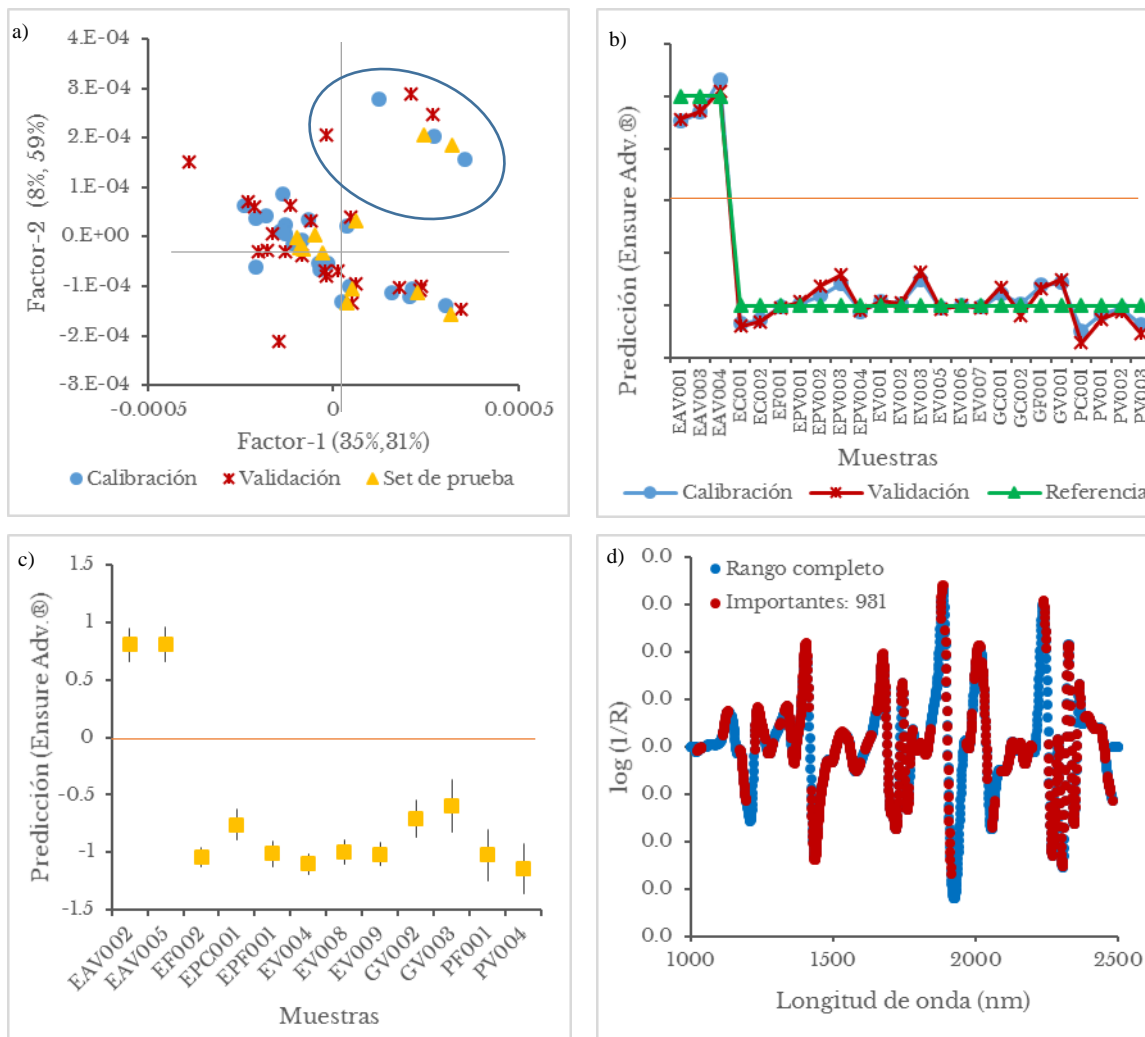 a)
4.E-04
3.E-04
2.E-04
1.E-04
0.E+00
-1.E-04
-2.E-04
-3.E-04
-0.0005
0
0.0005
Factor-2 (8%, 59%)
Factor-1 (35%,31%)
Calibración
Validación
Set de prueba
b)
Predicción (Ensure Adv.®)
EAV001
EAV003
EAV004
EC001
EC002
EF001
EPV001
EPV002
EPV003
EPV004
EV001
EV002
EV003
EV005
EV006
EV007
GC001
GC002
GF001
GV001
PC001
PV001
PV002
PV003
Muestras
Calibración
Validación
Referencia
c)
1.5
1
0.5
0
-0.5
-1
-1.5
Predicción (Ensure Adv.®)
EAV002
EAV005
EF002
EPC001
EPF001
EV004
EV008
EV009
GV002
GV003
PF001
PV004
Muestras
d)
Rango completo
Importantes: 931
0.0
0.0
0.0
0.0
0.0
0.0
0.0
0.0
0.0
log (1/R)
1000
1500
2000
2500
Longitud de onda (nm)